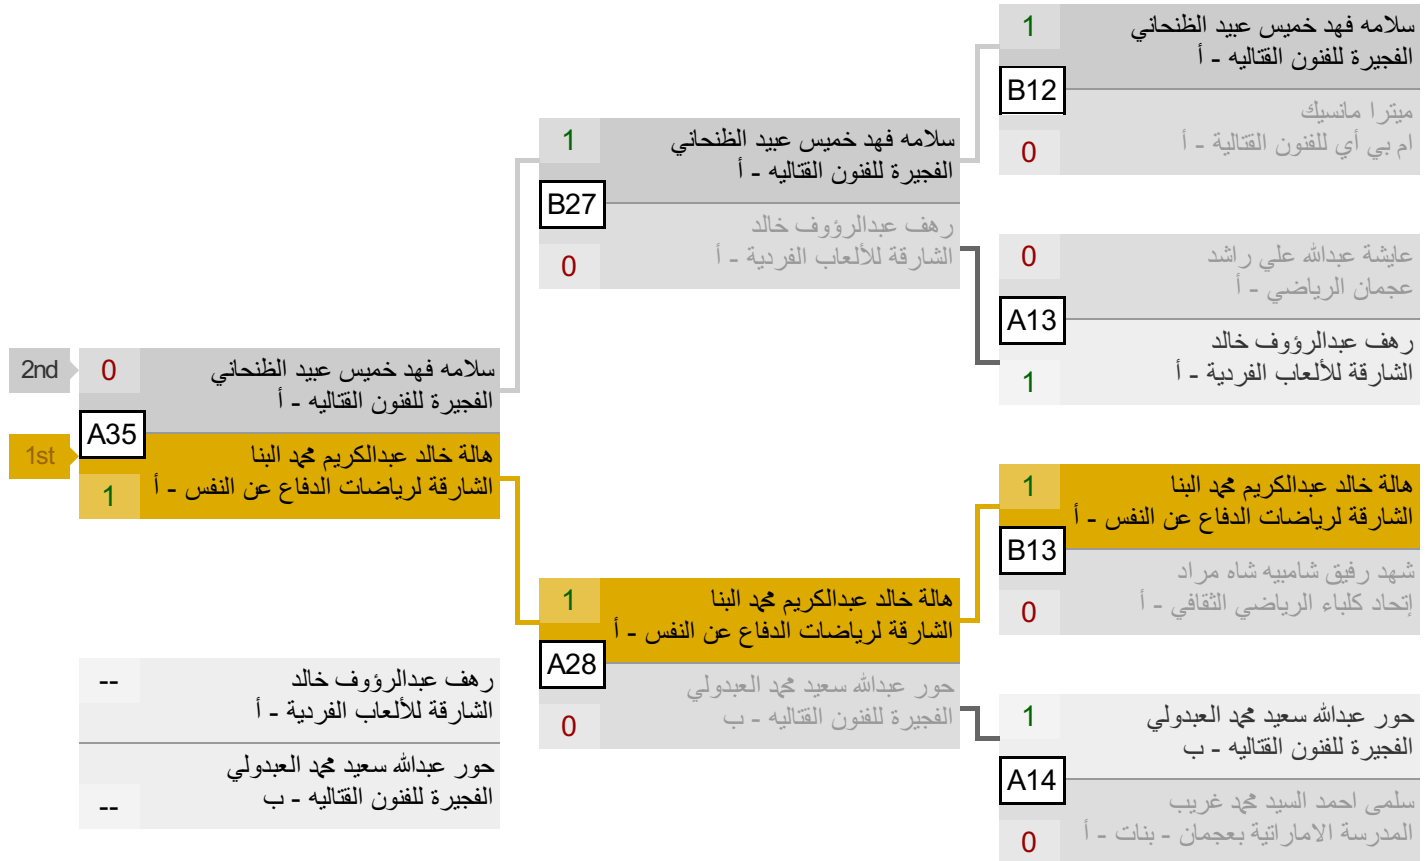 1
سلامه فهد خميس عبيد الظنحاني
الفجيرة للفنون القتاليه - أ
B12
ميترا مانسيك
ام بي أي للفنون القتالية - أ
0
0
عايشة عبدالله علي راشد
عجمان الرياضي - أ
A13
رهف عبدالرؤوف خالد
الشارقة للألعاب الفردية - أ
1
1
هالة خالد عبدالكريم محمد البنا
الشارقة لرياضات الدفاع عن النفس - أ
B13
شهد رفيق شامبيه شاه مراد
إتحاد كلباء الرياضي الثقافي - أ
0
1
حور عبدالله سعيد محمد العبدولي
الفجيرة للفنون القتاليه - ب
A14
سلمى احمد السيد محمد غريب
المدرسة الاماراتية بعجمان - بنات - أ
0
1
سلامه فهد خميس عبيد الظنحاني
الفجيرة للفنون القتاليه - أ
B27
رهف عبدالرؤوف خالد
الشارقة للألعاب الفردية - أ
0
1
هالة خالد عبدالكريم محمد البنا
الشارقة لرياضات الدفاع عن النفس - أ
A28
حور عبدالله سعيد محمد العبدولي
الفجيرة للفنون القتاليه - ب
0
2nd
0
سلامه فهد خميس عبيد الظنحاني
الفجيرة للفنون القتاليه - أ
A35
1st
هالة خالد عبدالكريم محمد البنا
الشارقة لرياضات الدفاع عن النفس - أ
1
--
رهف عبدالرؤوف خالد
الشارقة للألعاب الفردية - أ
حور عبدالله سعيد محمد العبدولي
الفجيرة للفنون القتاليه - ب
--